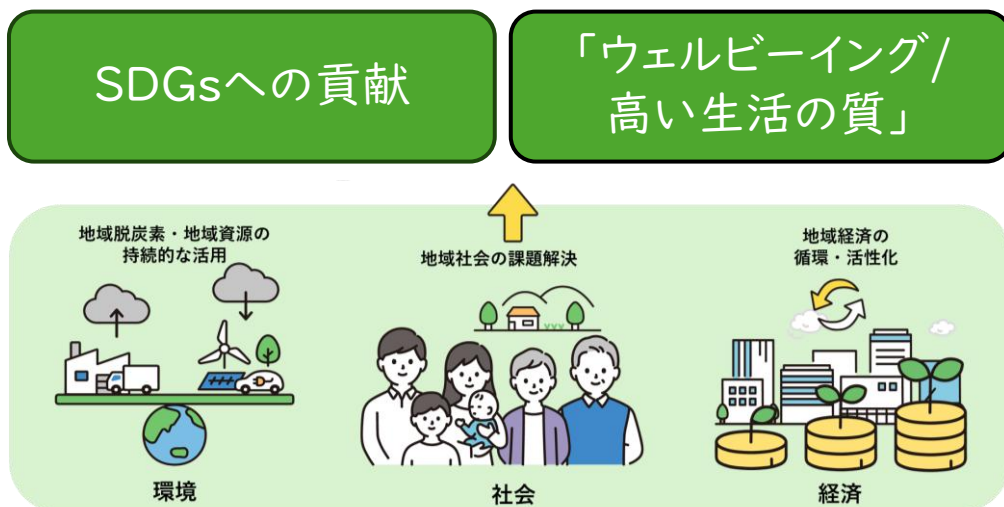 SDGsへの貢献
「ウェルビーイング/
高い生活の質」
地域脱炭素・地域資源の
持続的な活用
地域社会の課題解決
地域経済の
循環・活性化
環境
社会
経済